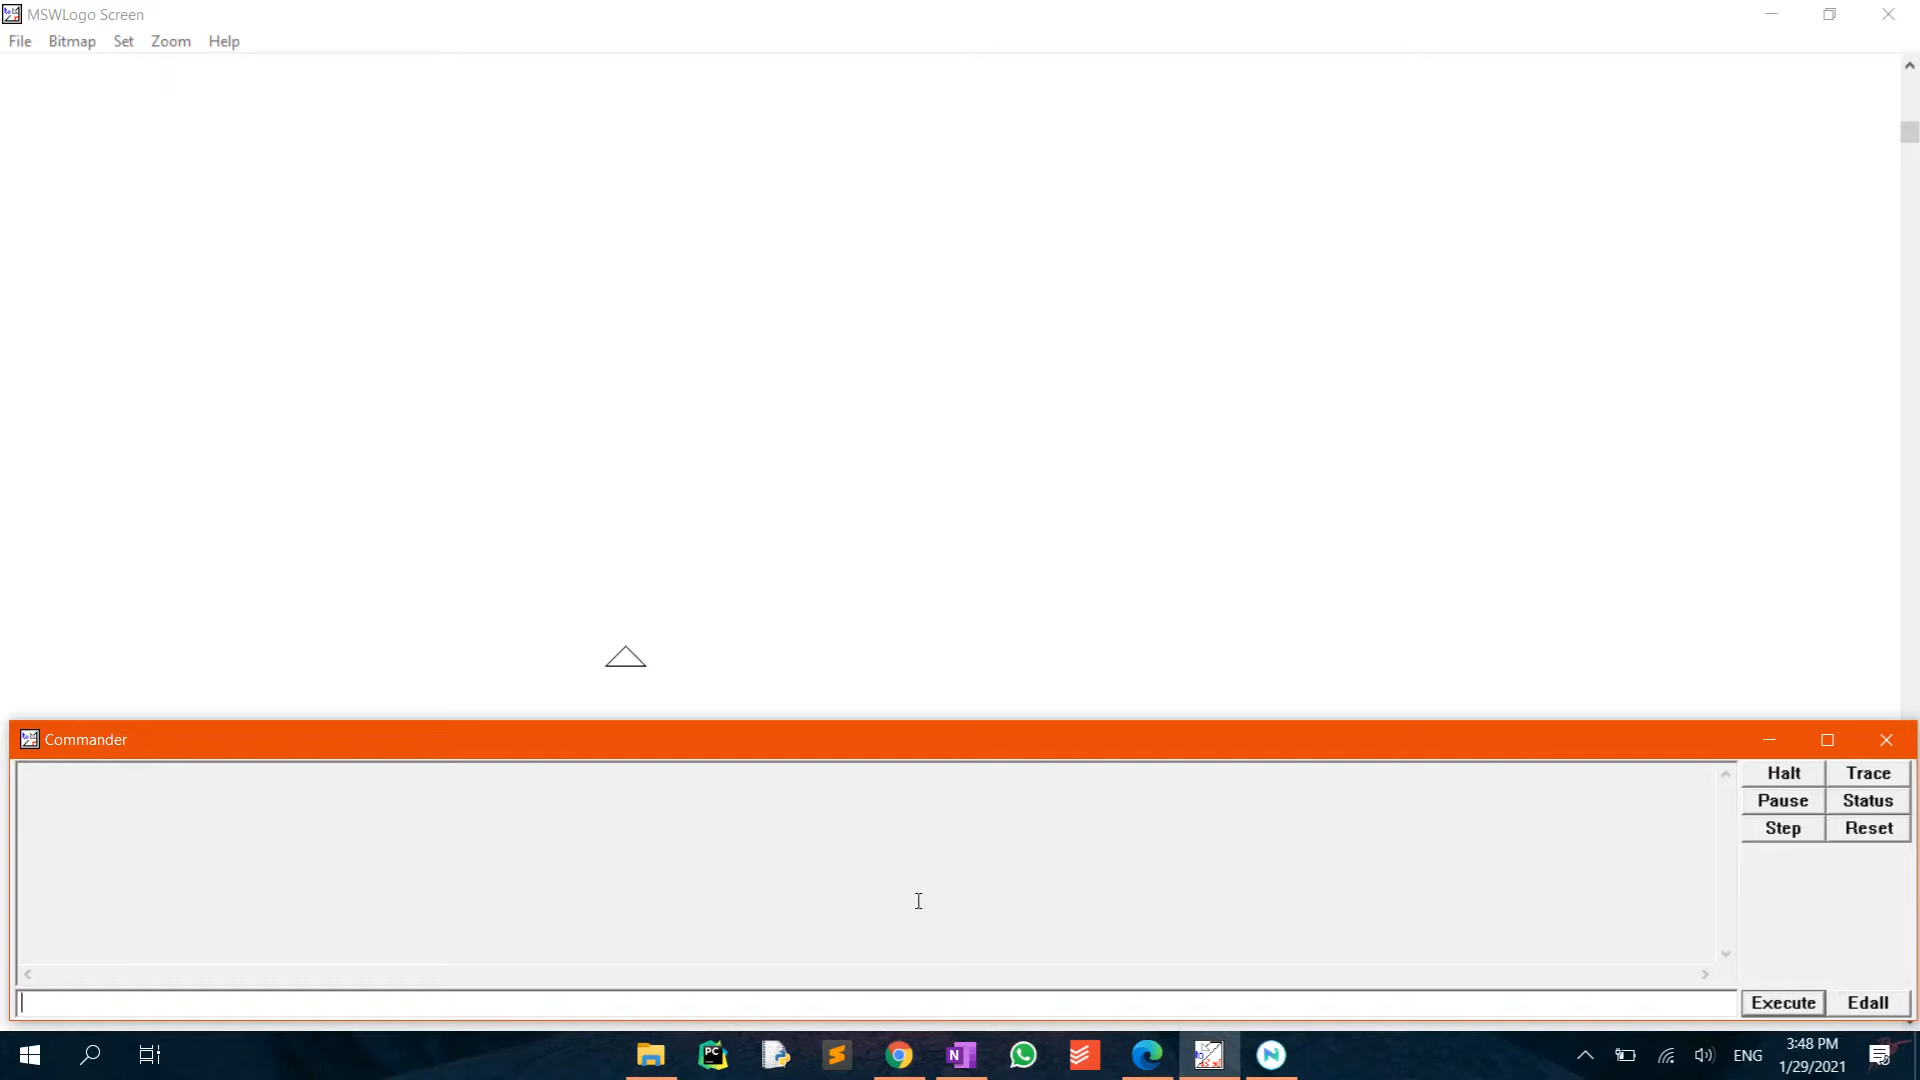 MSWLogo Screen
File Bitmap Set Zoom Help
Commander
Halt Trace
Pause Status
Step Reset
Execute Edall
PC N N
ENG 3:48 PM
1/29/2021